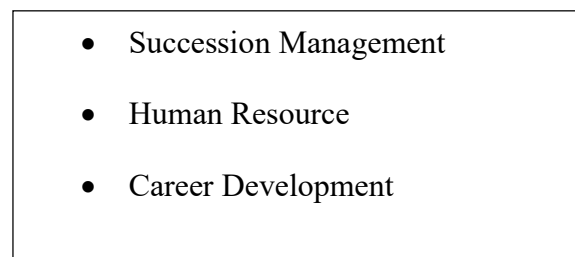 • Succession Management
• Human Resource
• Career Development